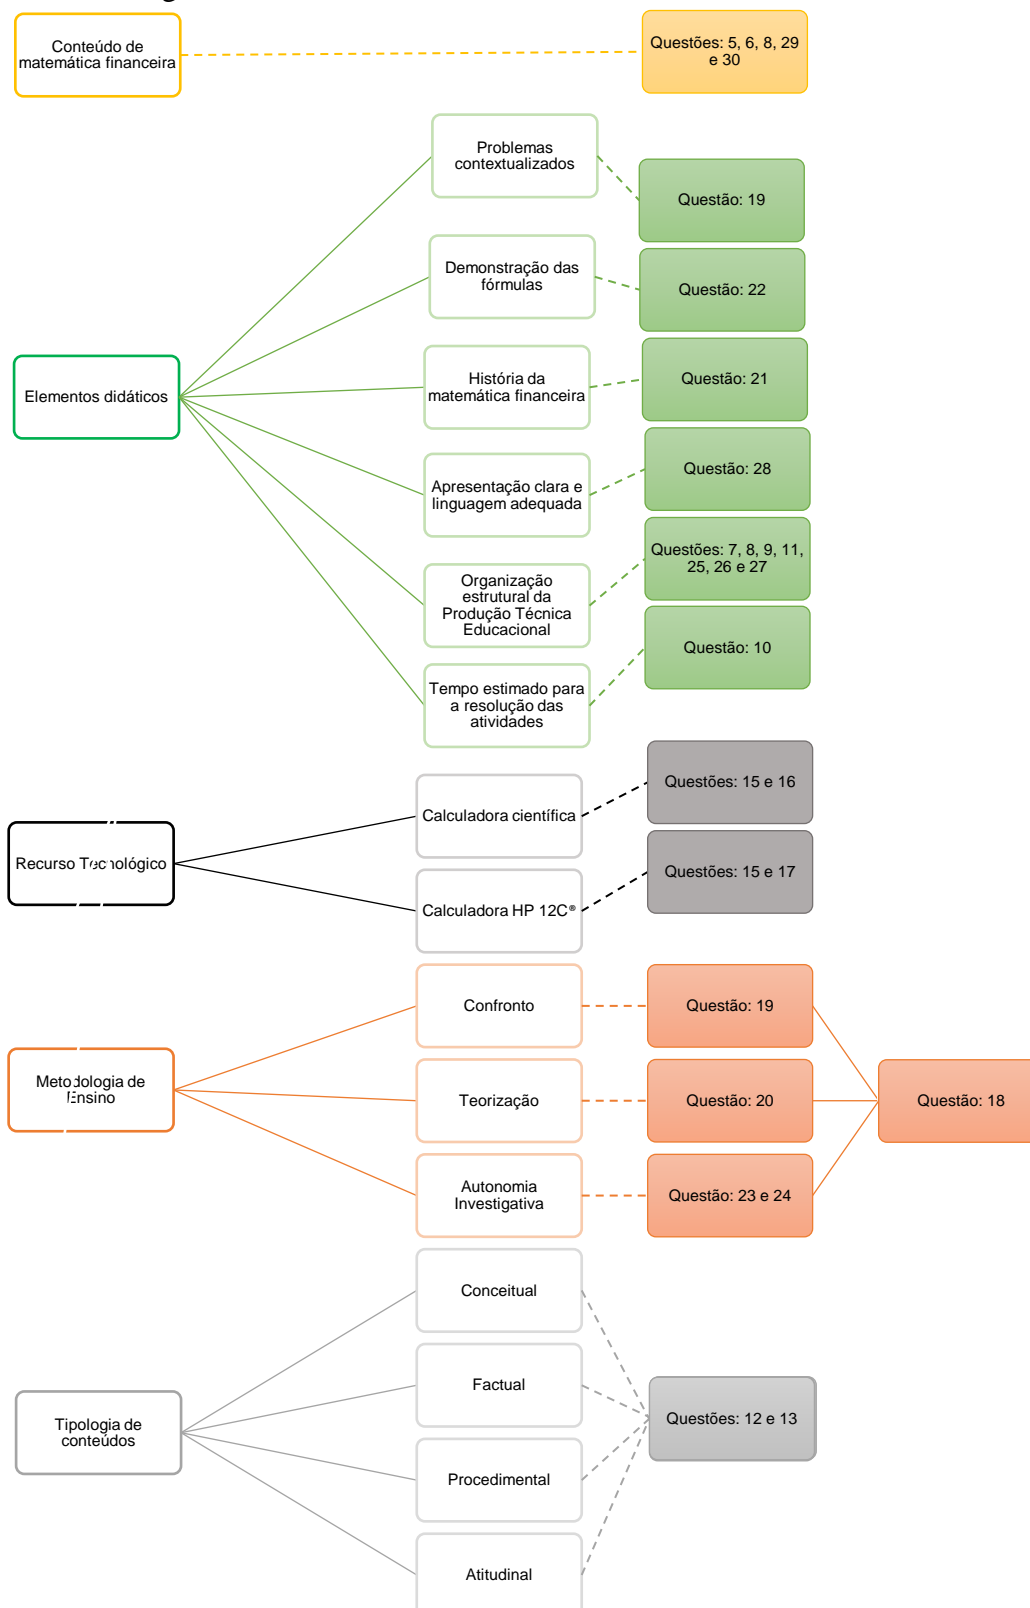 Conteúdo de
matemática financeira
Questões: 5, 6, 8, 29
e 30
Problemas
contextualizados
Questão: 19
Demonstração das
fórmulas
Questão: 22
Elementos didáticos
História da
matemática financeira
Questão: 21
Apresentação clara e
linguagem adequada
Questão: 28
Organização
estrutural da
Produção Técnica
Educacional
Questões: 7, 8, 9, 11,
25, 26 e 27
Tempo estimado para
a resolução das
atividades
Questão: 10
Recurso Tecnológico
Calculadora científica
Questões: 15 e 16
Calculadora HP 12C®
Questões: 15 e 17
Metodologia de
Ensino
Confronto
Questão: 19
Teorização
Questão: 20
Autonomia
Investigativa
Questão: 23 e 24
Questão: 18
Tipologia de
conteúdos
Conceitual
Factual
Procedimental
Atitudinal
Questões: 12 e 13